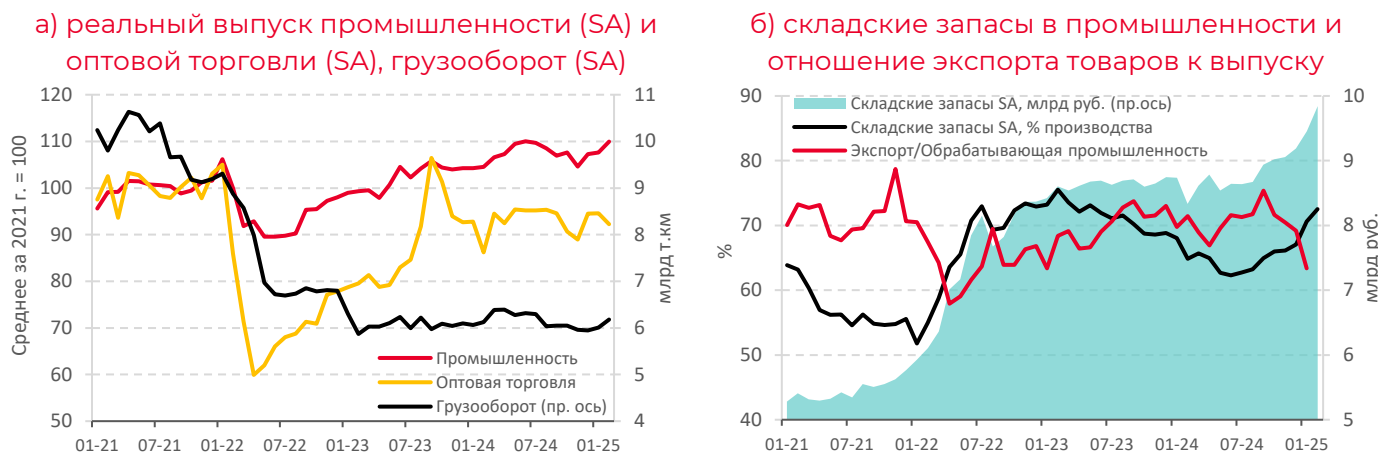 а) реальный выпуск промышленности (SA) и
оптовой торговли (SA), грузооборот (SA)
120
110
100
90
80
70
60
50
Среднее за 2021 г. = 100
11
10
9
8
7
6
5
4
млрд т.км
Промышленность
Оптовая торговля
Грузооборот (пр. ось)
01-21 07-21 01-22 07-22 01-23 07-23 01-24 07-24 01-25
б) складские запасы в промышленности и
отношение экспорта товаров к выпуску
90
80
70
60
50
40
%
10
9
8
7
6
5
млрд руб.
Складские запасы SA, млрд руб. (пр.ось)
Складские запасы SA, % производства
Экспорт/Обрабатывающая промышленность
01-21 07-21 01-22 07-22 01-23 07-23 01-24 07-24 01-25